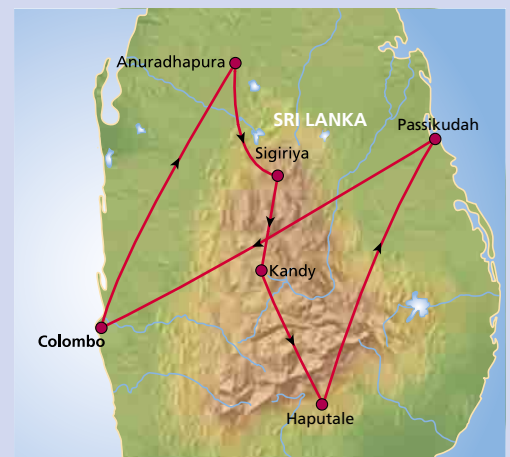 Anuradhapura
SRI LANKA
Passikudah
Sigiriya
Kandy
Colombo
Haputale